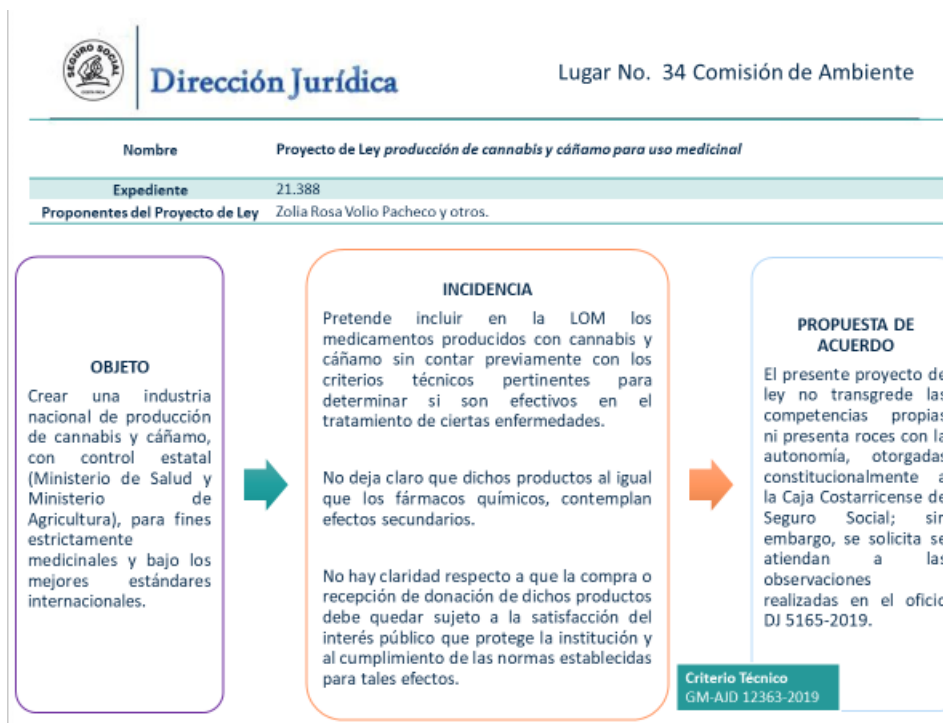 SEGURO SOCIAL
COSTA RICA
Dirección Jurídica
Lugar No. 34 Comisión de Ambiente
Nombre
Proyecto de Ley producción de cannabis y cáñamo para uso medicinal
Expediente
21.388
Proponentes del Proyecto de Ley
Zolia Rosa Volio Pacheco y otros.
OBJETO
Crear una industria
nacional de producción
de cannabis y cáñamo,
con control estatal
(Ministerio de Salud y
Ministerio de
Agricultura), para fines
estrictamente
medicinales y bajo los
mejores estándares
internacionales.
INCIDENCIA
Pretende incluir en la LOM los
medicamentos producidos con cannabis y
cáñamo sin contar previamente con los
criterios técnicos pertinentes para
determinar si son efectivos en el
tratamiento de ciertas enfermedades.
No deja claro que dichos productos al igual
que los fármacos químicos, contemplan
efectos secundarios.
No hay claridad respecto a que la compra o
recepción de donación de dichos productos
debe quedar sujeto a la satisfacción del
interés público que protege la institución y
al cumplimiento de las normas establecidas
para tales efectos.
PROPUESTA DE
ACUERDO
El presente proyecto de
ley no transgrede las
competencias propias
ni presenta roces con la
autonomía, otorgadas
constitucionalmente a
la Caja Costarricense de
Seguro Social; sin
embargo, se solicita se
atiendan a las
observaciones
realizadas en el oficio
DJ 5165-2019.
Criterio Técnico
GM-AJD 12363-2019